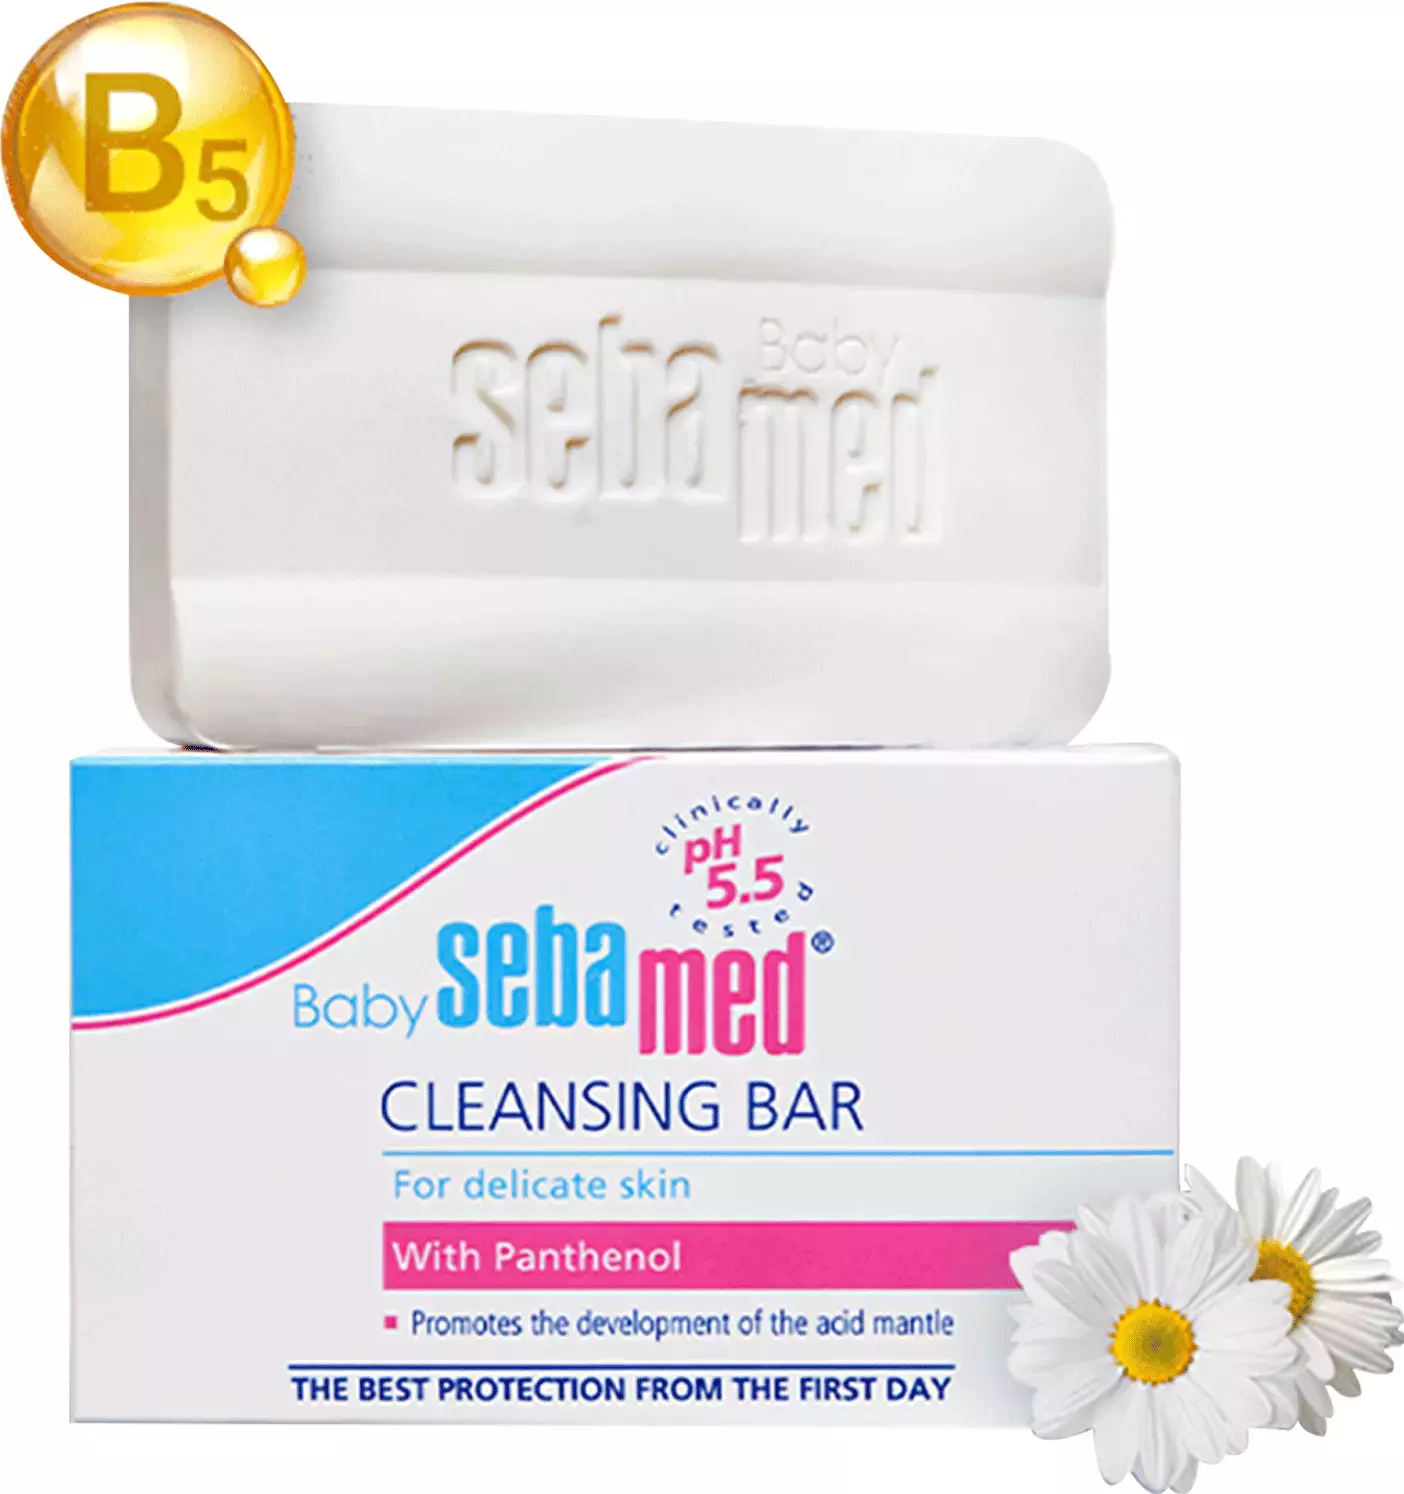 B5
Baby
sebamed
clinically
pH
5.5
tested
Baby sebamed®
CLEANSING BAR
For delicate skin
With Panthenol
▪ Promotes the development of the acid mantle
THE BEST PROTECTION FROM THE FIRST DAY